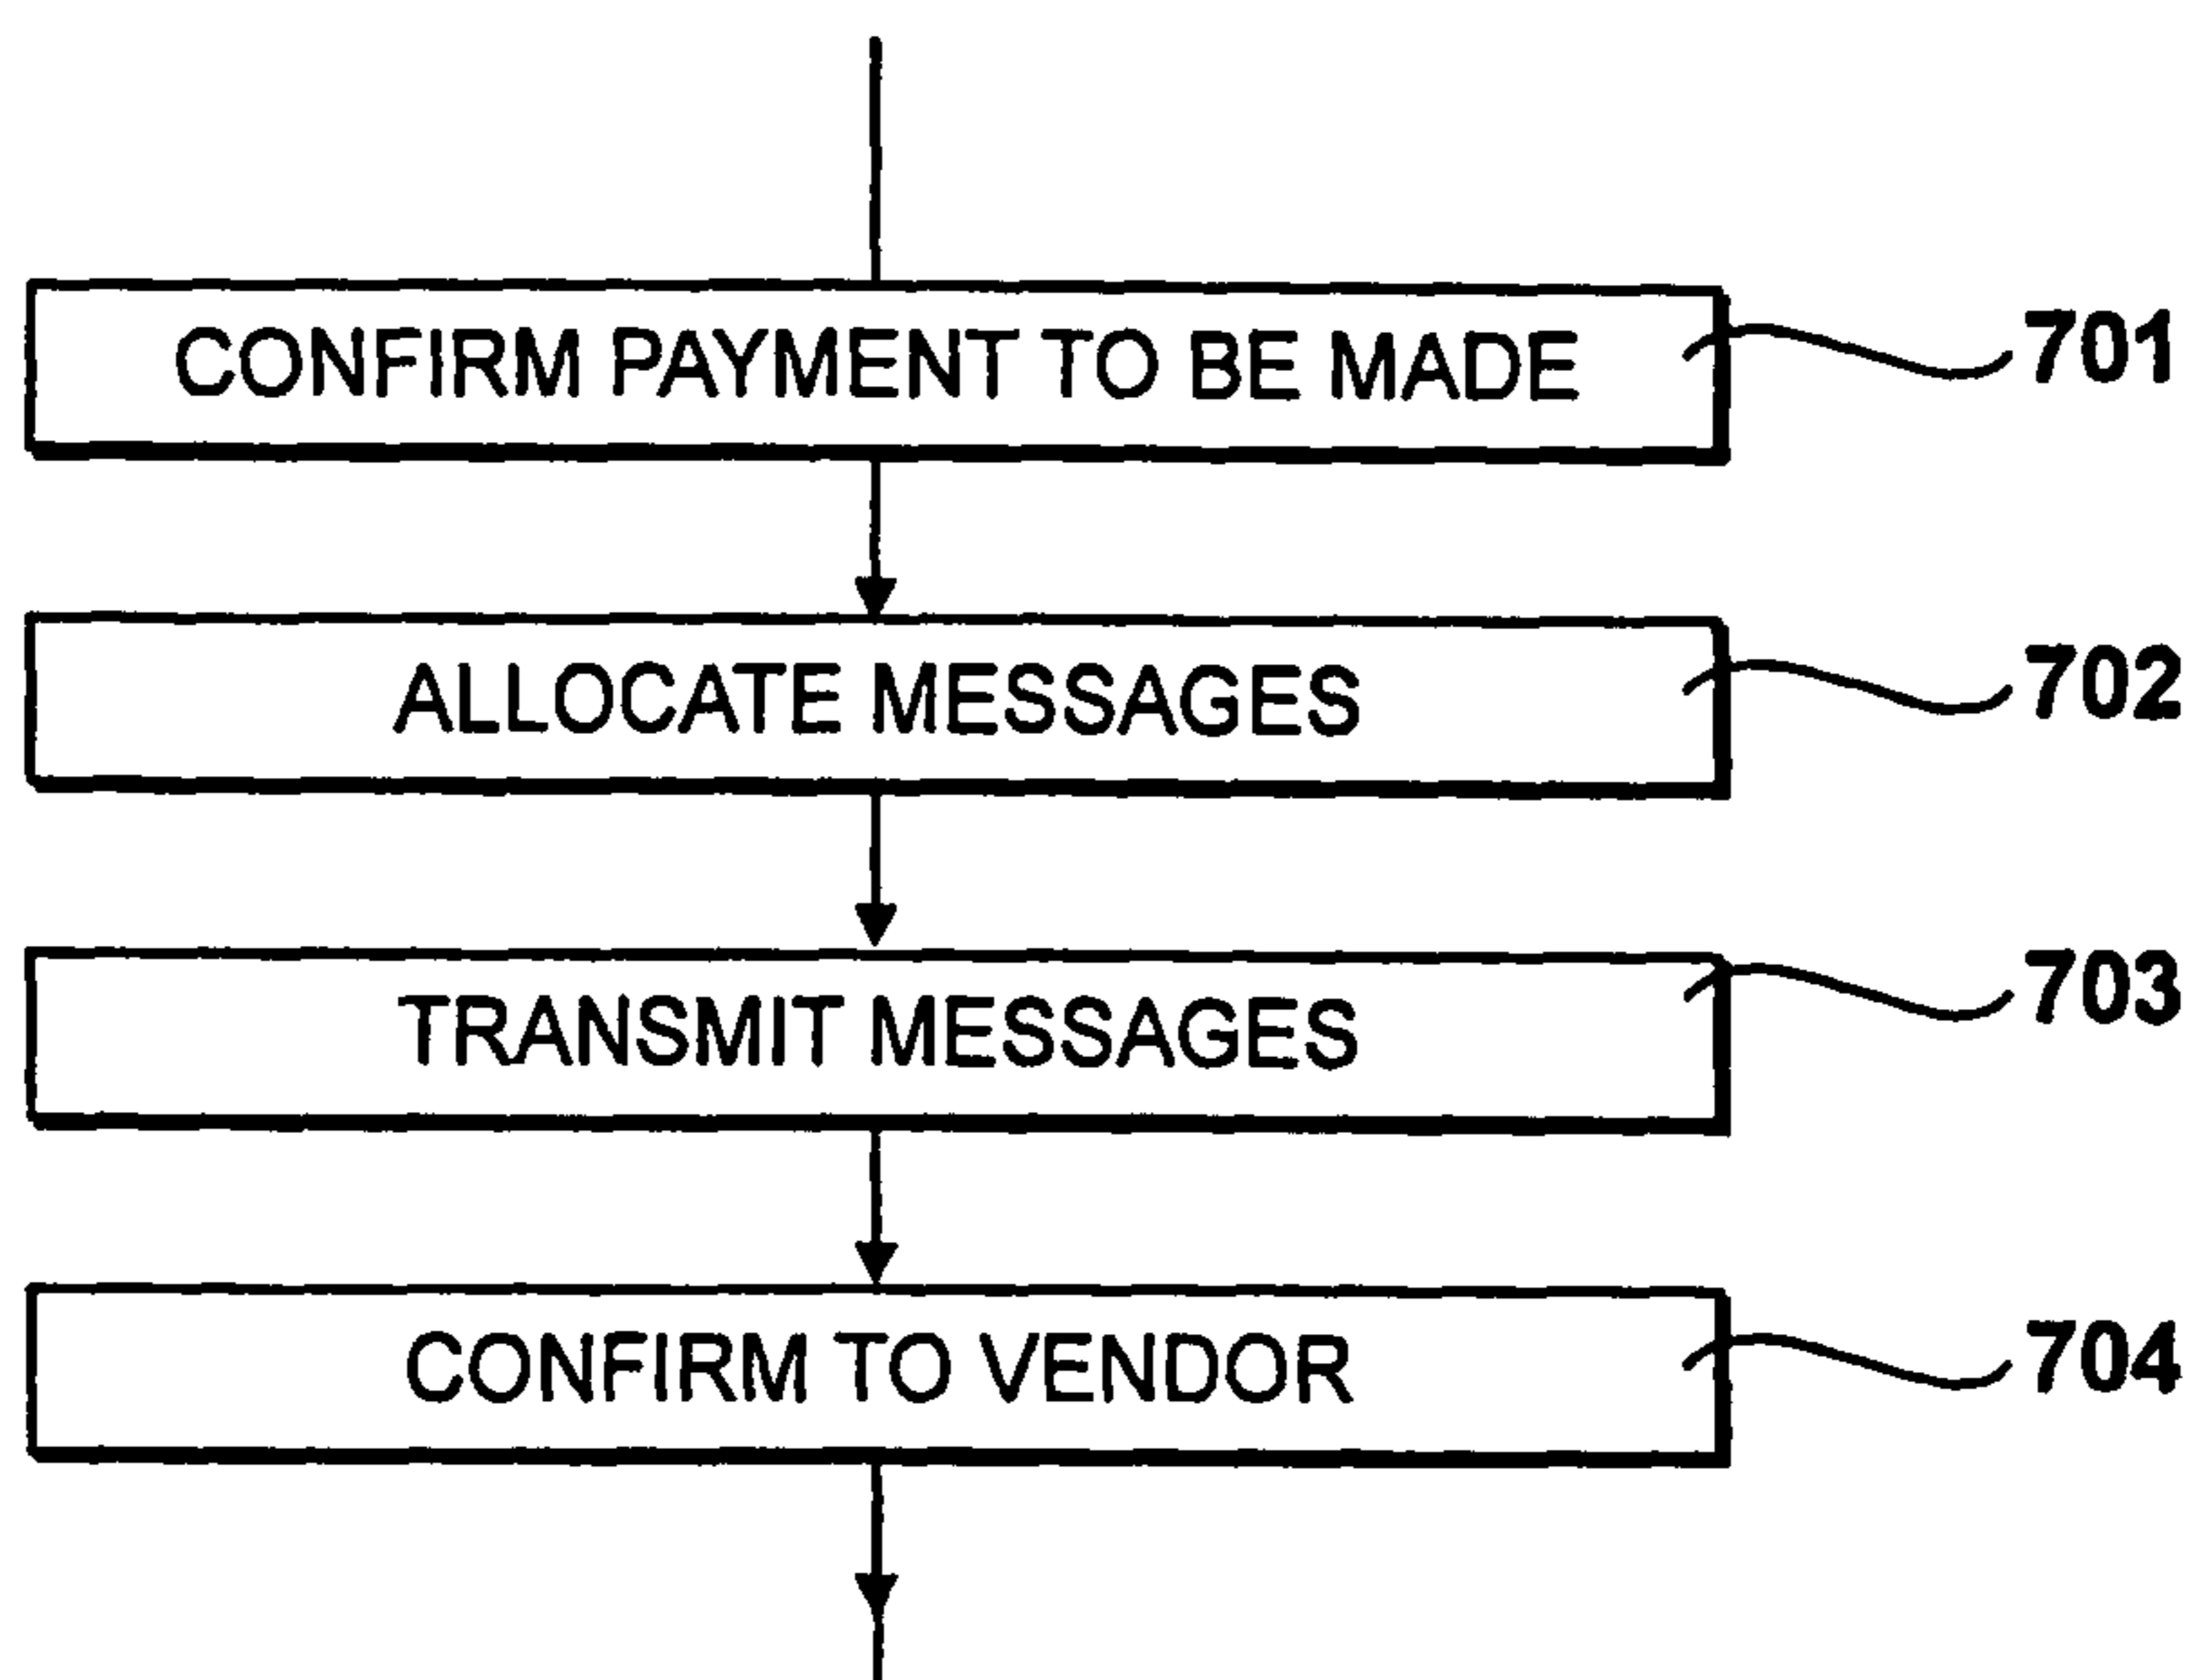 CONFIRM PAYMENT TO BE MADE 701
ALLOCATE MESSAGES 702
TRANSMIT MESSAGES 703
CONFIRM TO VENDOR 704